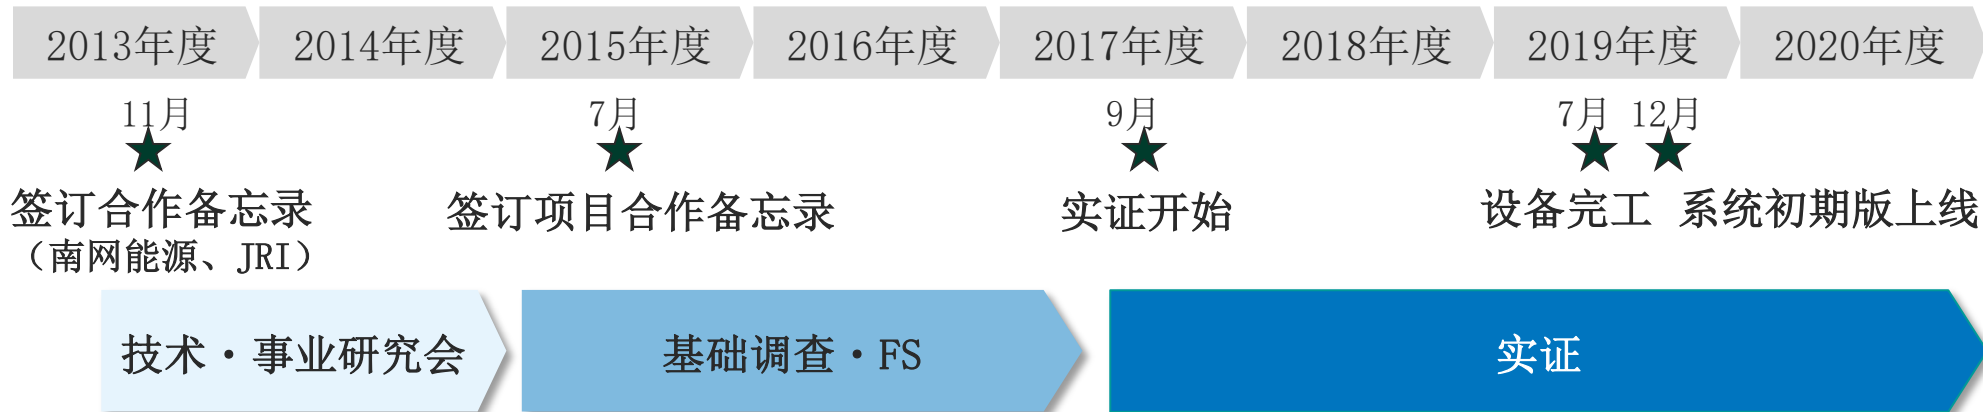 2013年度
2014年度
2015年度
2016年度
2017年度
2018年度
2019年度
2020年度
11月
7月
9月
7月
12月
签订合作备忘录
（南网能源、JRI）
签订项目合作备忘录
实证开始
设备完工
系统初期版上线
技术・事业研究会
基础调查・FS
实证